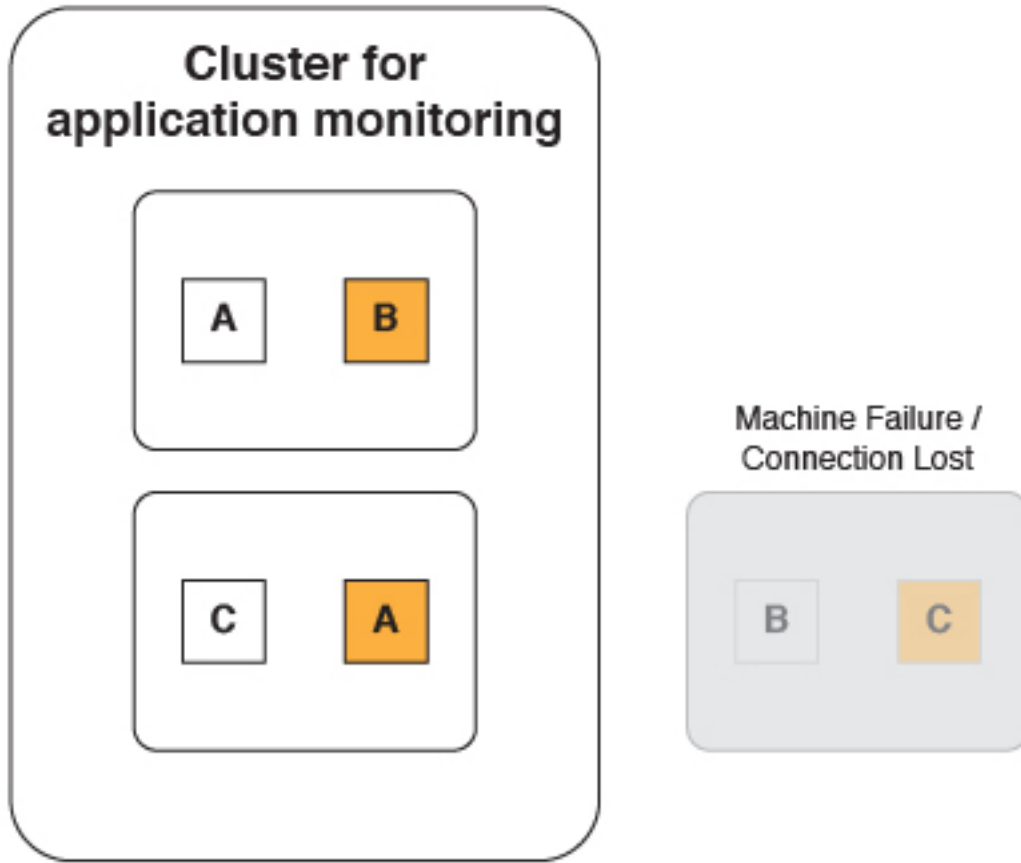 Cluster for
application monitoring
A
B
C
A
Machine Failure /
Connection Lost
B
C